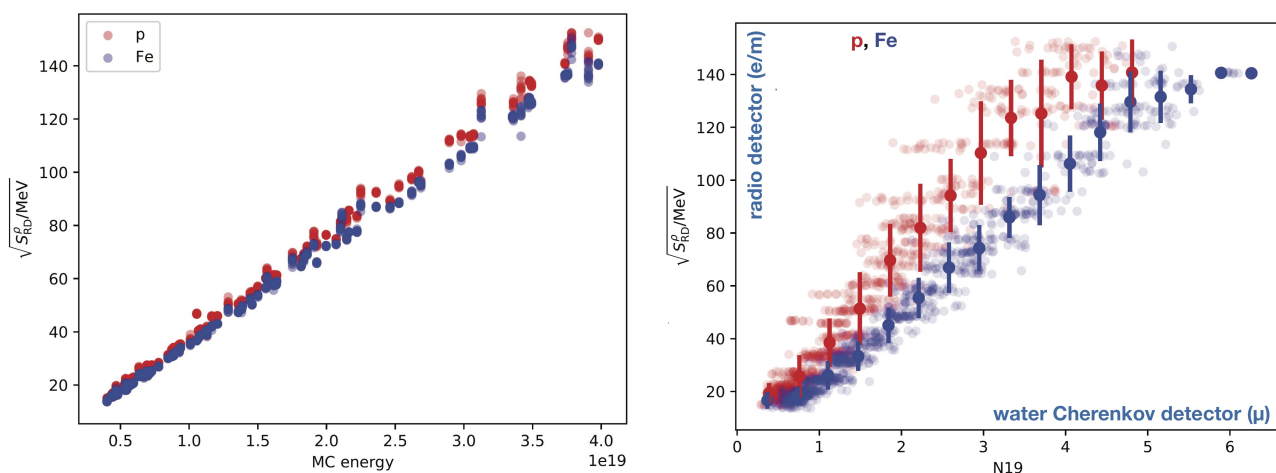 p
Fe
140
120
100
80
60
40
20
√S^ρ_RD/MeV
0.5 1.0 1.5 2.0 2.5 3.0 3.5 4.0
1e19
MC energy
p, Fe
radio detector (e/m)
140
120
100
80
60
40
20
√S^ρ_RD/MeV
water Cherenkov detector (μ)
0 1 2 3 4 5 6
N19